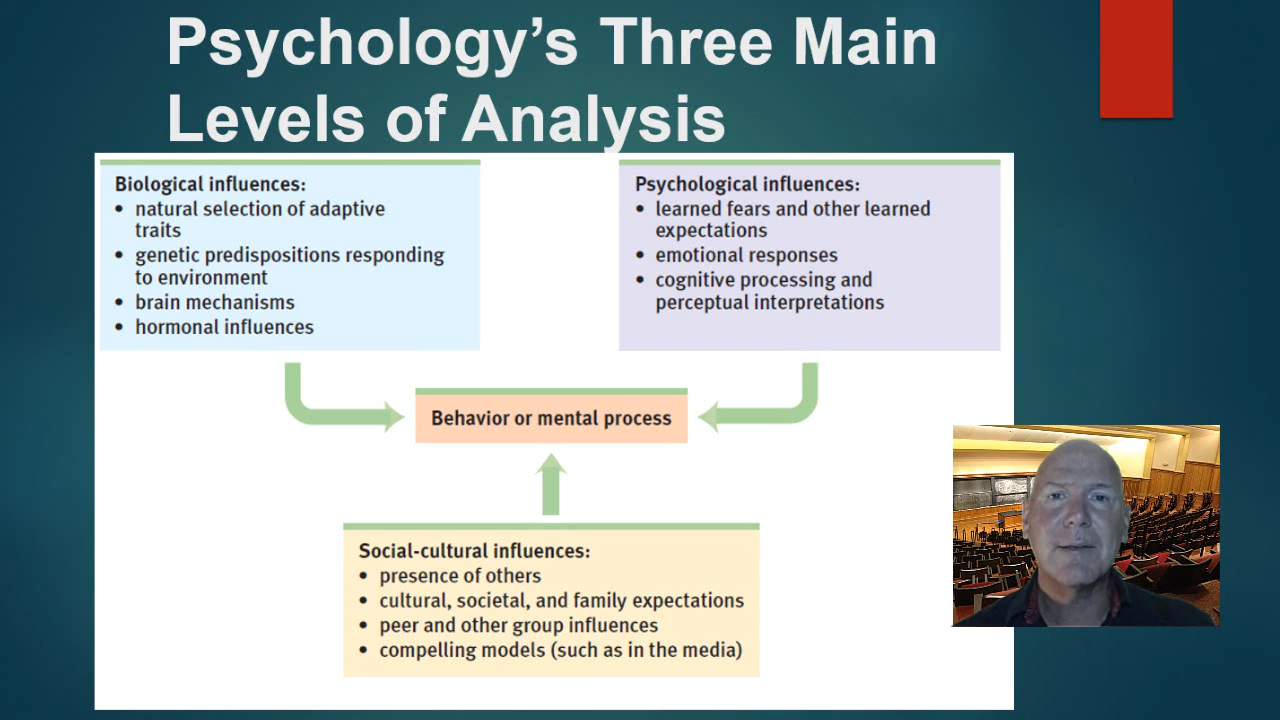 Psychology’s Three Main
Levels of Analysis
Biological influences:
• natural selection of adaptive
traits
• genetic predispositions responding
to environment
• brain mechanisms
• hormonal influences
Psychological influences:
• learned fears and other learned
expectations
• emotional responses
• cognitive processing and
perceptual interpretations
Behavior or mental process
Social-cultural influences:
• presence of others
• cultural, societal, and family expectations
• peer and other group influences
• compelling models (such as in the media)